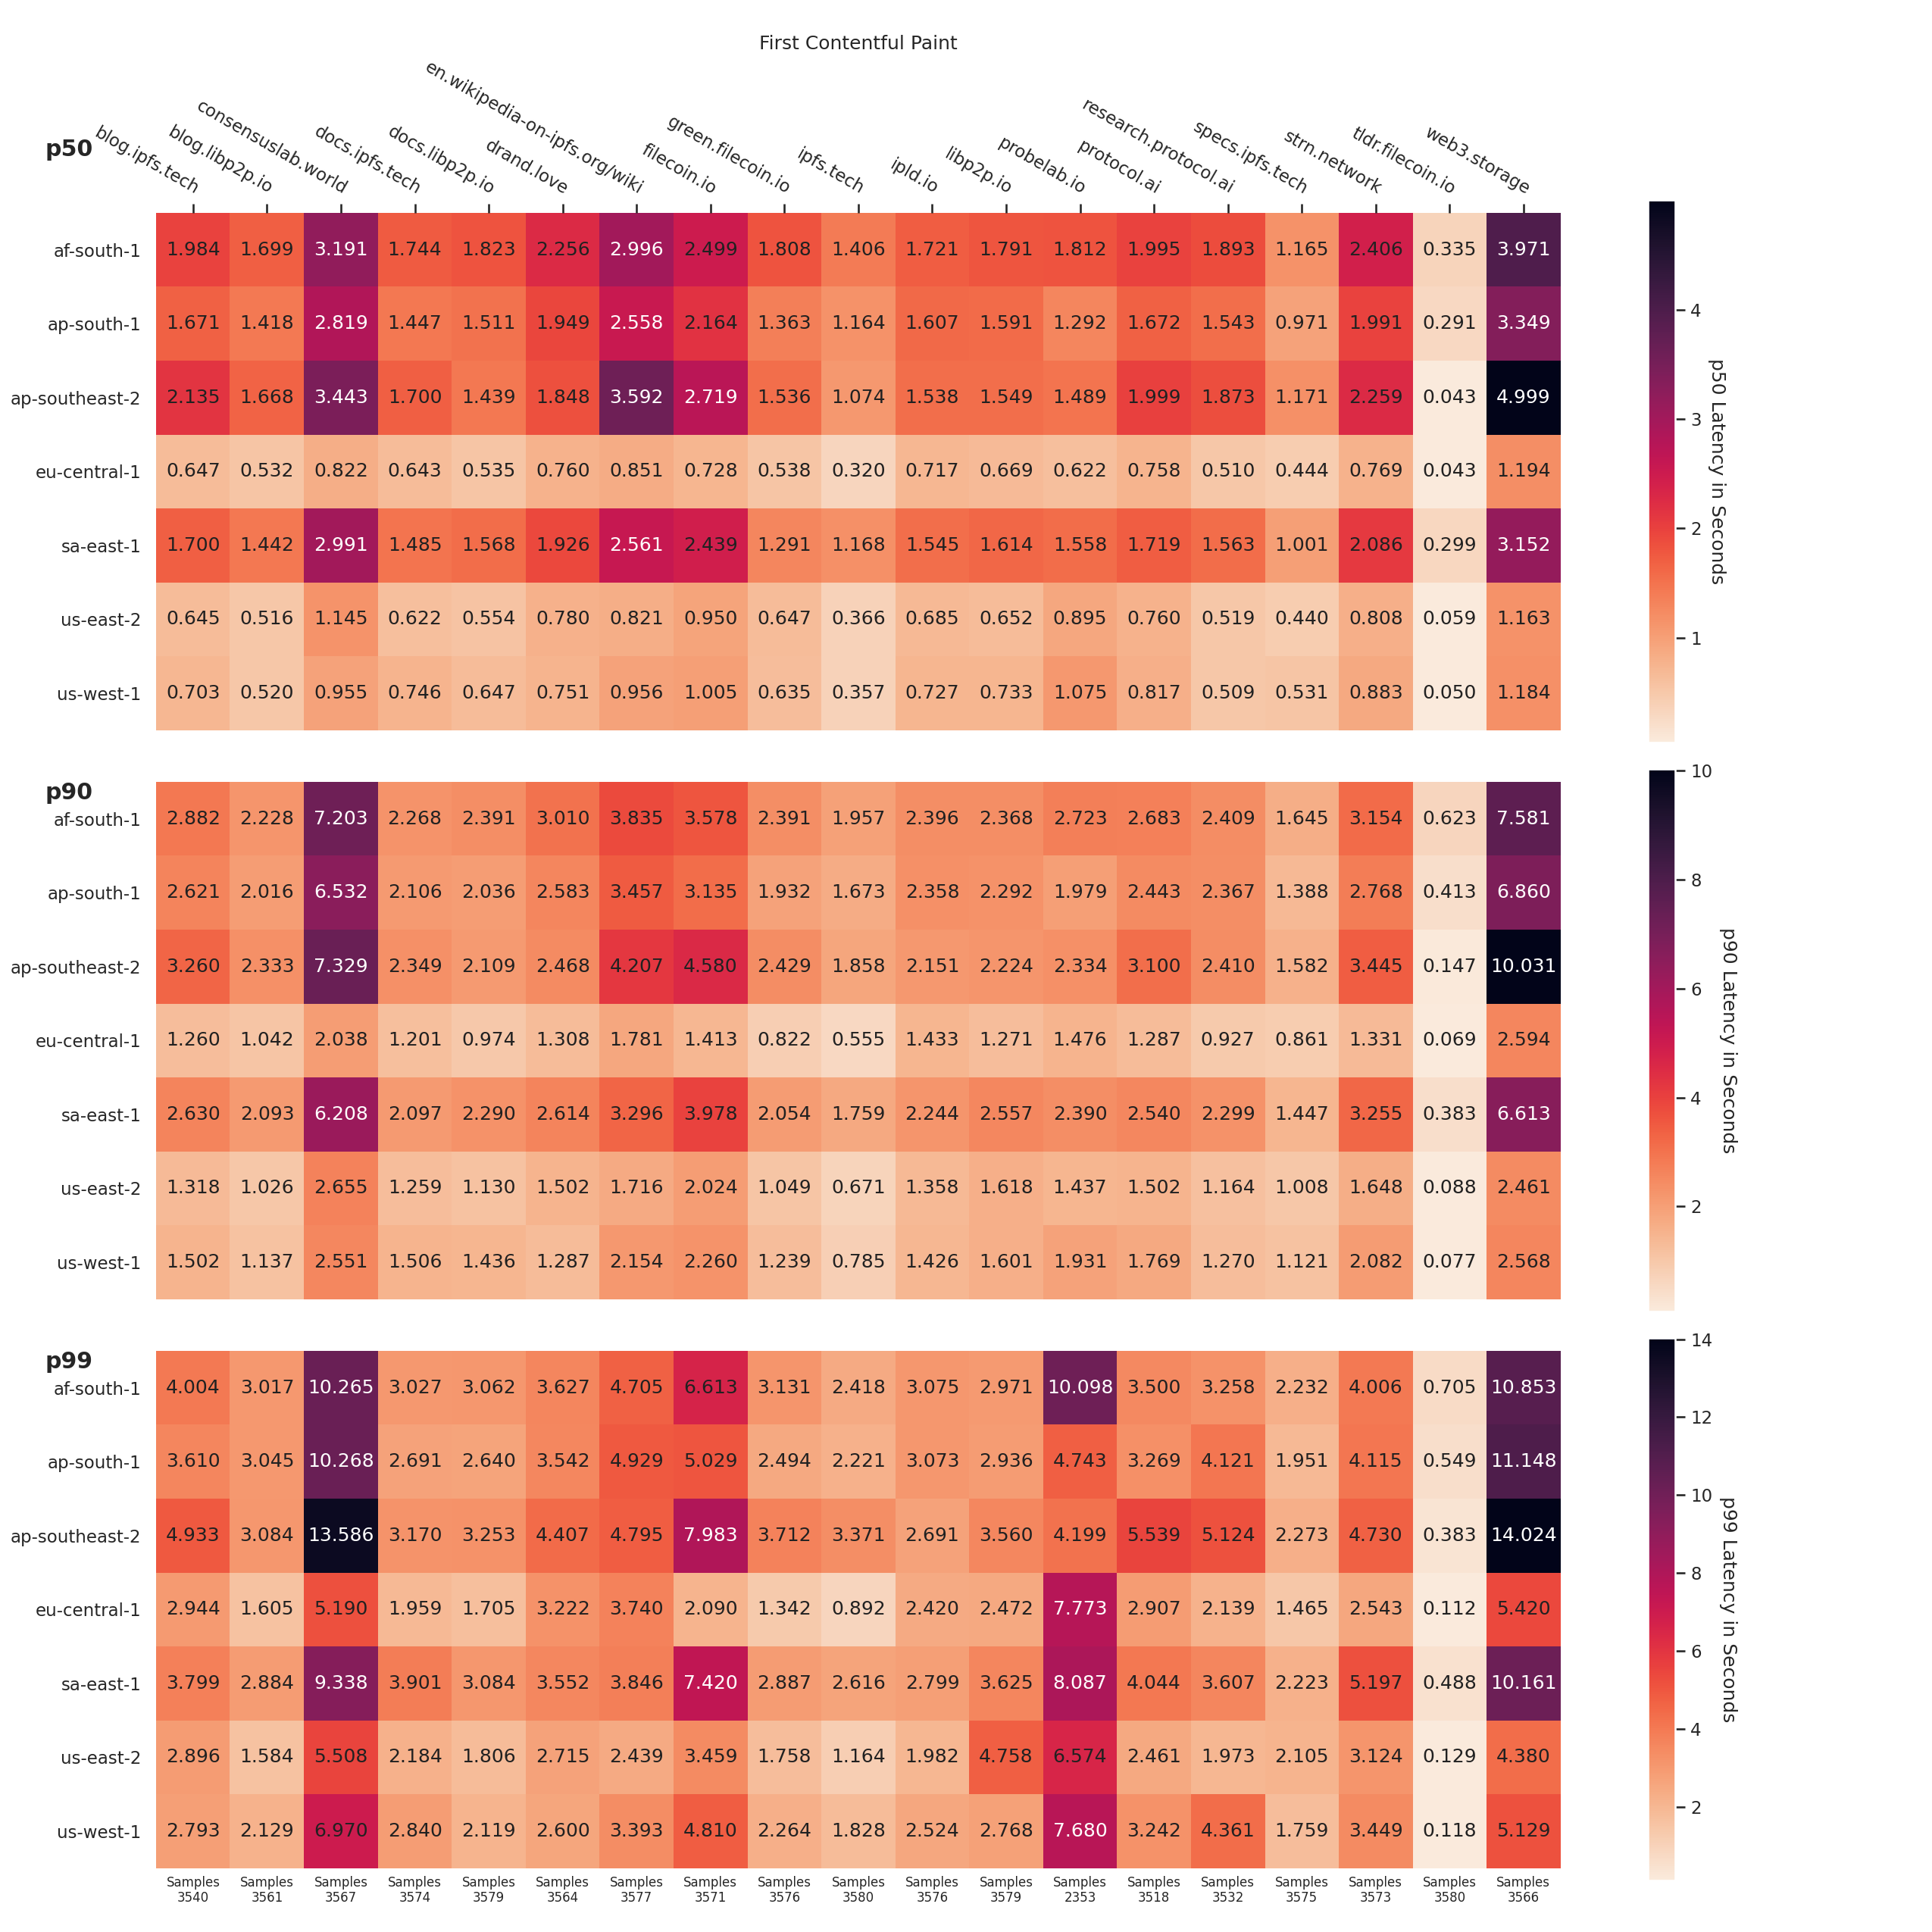 First Contentful Paint
p50
blog.ipfs.tech
blog.libp2p.io
consensuslab.world
docs.ipfs.tech
docs.libp2p.io
drand.love
en.wikipedia-on-ipfs.org/wiki
filecoin.io
green.filecoin.io
ipfs.tech
ipld.io
libp2p.io
probelab.io
protocol.ai
research.protocol.ai
specs.ipfs.tech
strn.network
tldr.filecoin.io
web3.storage
af-south-1 1.984 1.699 3.191 1.744 1.823 2.256 2.996 2.499 1.808 1.406 1.721 1.791 1.812 1.995 1.893 1.165 2.406 0.335 3.971
ap-south-1 1.671 1.418 2.819 1.447 1.511 1.949 2.558 2.164 1.363 1.164 1.607 1.591 1.292 1.672 1.543 0.971 1.991 0.291 3.349
ap-southeast-2 2.135 1.668 3.443 1.700 1.439 1.848 3.592 2.719 1.536 1.074 1.538 1.549 1.489 1.999 1.873 1.171 2.259 0.043 4.999
eu-central-1 0.647 0.532 0.822 0.643 0.535 0.760 0.851 0.728 0.538 0.320 0.717 0.669 0.622 0.758 0.510 0.444 0.769 0.043 1.194
sa-east-1 1.700 1.442 2.991 1.485 1.568 1.926 2.561 2.439 1.291 1.168 1.545 1.614 1.558 1.719 1.563 1.001 2.086 0.299 3.152
us-east-2 0.645 0.516 1.145 0.622 0.554 0.780 0.821 0.950 0.647 0.366 0.685 0.652 0.895 0.760 0.519 0.440 0.808 0.059 1.163
us-west-1 0.703 0.520 0.955 0.746 0.647 0.751 0.956 1.005 0.635 0.357 0.727 0.733 1.075 0.817 0.509 0.531 0.883 0.050 1.184
4
3
2
1
p50 Latency in Seconds
p90
af-south-1 2.882 2.228 7.203 2.268 2.391 3.010 3.835 3.578 2.391 1.957 2.396 2.368 2.723 2.683 2.409 1.645 3.154 0.623 7.581
ap-south-1 2.621 2.016 6.532 2.106 2.036 2.583 3.457 3.135 1.932 1.673 2.358 2.292 1.979 2.443 2.367 1.388 2.768 0.413 6.860
ap-southeast-2 3.260 2.333 7.329 2.349 2.109 2.468 4.207 4.580 2.429 1.858 2.151 2.224 2.334 3.100 2.410 1.582 3.445 0.147 10.031
eu-central-1 1.260 1.042 2.038 1.201 0.974 1.308 1.781 1.413 0.822 0.555 1.433 1.271 1.476 1.287 0.927 0.861 1.331 0.069 2.594
sa-east-1 2.630 2.093 6.208 2.097 2.290 2.614 3.296 3.978 2.054 1.759 2.244 2.557 2.390 2.540 2.299 1.447 3.255 0.383 6.613
us-east-2 1.318 1.026 2.655 1.259 1.130 1.502 1.716 2.024 1.049 0.671 1.358 1.618 1.437 1.502 1.164 1.008 1.648 0.088 2.461
us-west-1 1.502 1.137 2.551 1.506 1.436 1.287 2.154 2.260 1.239 0.785 1.426 1.601 1.931 1.769 1.270 1.121 2.082 0.077 2.568
10
8
6
4
2
p90 Latency in Seconds
p99
af-south-1 4.004 3.017 10.265 3.027 3.062 3.627 4.705 6.613 3.131 2.418 3.075 2.971 10.098 3.500 3.258 2.232 4.006 0.705 10.853
ap-south-1 3.610 3.045 10.268 2.691 2.640 3.542 4.929 5.029 2.494 2.221 3.073 2.936 4.743 3.269 4.121 1.951 4.115 0.549 11.148
ap-southeast-2 4.933 3.084 13.586 3.170 3.253 4.407 4.795 7.983 3.712 3.371 2.691 3.560 4.199 5.539 5.124 2.273 4.730 0.383 14.024
eu-central-1 2.944 1.605 5.190 1.959 1.705 3.222 3.740 2.090 1.342 0.892 2.420 2.472 7.773 2.907 2.139 1.465 2.543 0.112 5.420
sa-east-1 3.799 2.884 9.338 3.901 3.084 3.552 3.846 7.420 2.887 2.616 2.799 3.625 8.087 4.044 3.607 2.223 5.197 0.488 10.161
us-east-2 2.896 1.584 5.508 2.184 1.806 2.715 2.439 3.459 1.758 1.164 1.982 4.758 6.574 2.461 1.973 2.105 3.124 0.129 4.380
us-west-1 2.793 2.129 6.970 2.840 2.119 2.600 3.393 4.810 2.264 1.828 2.524 2.768 7.680 3.242 4.361 1.759 3.449 0.118 5.129
14
12
10
8
6
4
2
p99 Latency in Seconds
Samples Samples Samples Samples Samples Samples Samples Samples Samples Samples Samples Samples Samples Samples Samples Samples Samples Samples Samples
3540 3561 3567 3574 3579 3564 3577 3571 3576 3580 3576 3579 2353 3518 3532 3575 3573 3580 3566